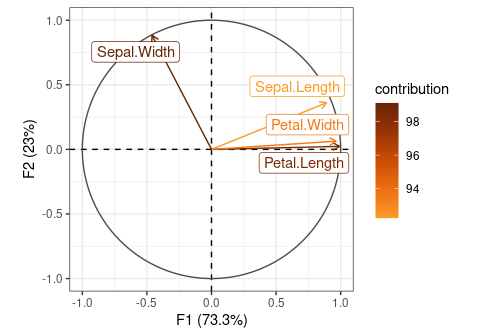 1.0
0.5
0.0
-0.5
-1.0
F2 (23%)
Sepal.Width
Sepal.Length
Petal.Width
Petal.Length
-1.0 -0.5 0.0 0.5 1.0
F1 (73.3%)
contribution
98
96
94